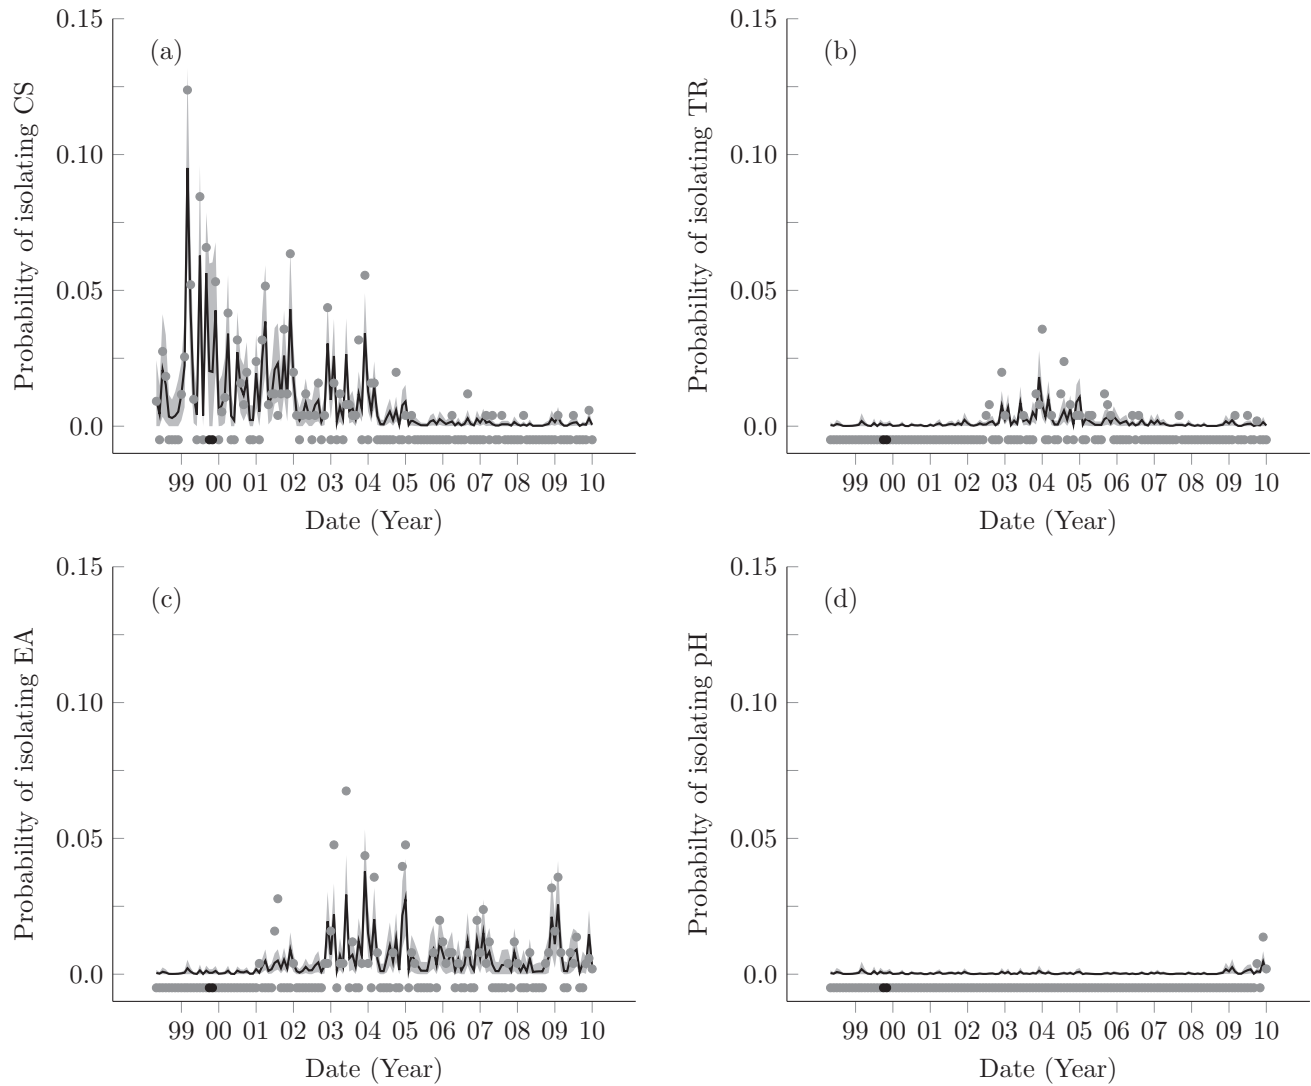 (a)
Probability of isolating CS
0.15
0.10
0.05
0.0
99 00 01 02 03 04 05 06 07 08 09 10
Date (Year)
(b)
Probability of isolating TR
0.15
0.10
0.05
0.0
99 00 01 02 03 04 05 06 07 08 09 10
Date (Year)
(c)
Probability of isolating EA
0.15
0.10
0.05
0.0
99 00 01 02 03 04 05 06 07 08 09 10
Date (Year)
(d)
Probabilty of isolating pH
0.15
0.10
0.05
0.0
99 00 01 02 03 04 05 06 07 08 09 10
Date (Year)